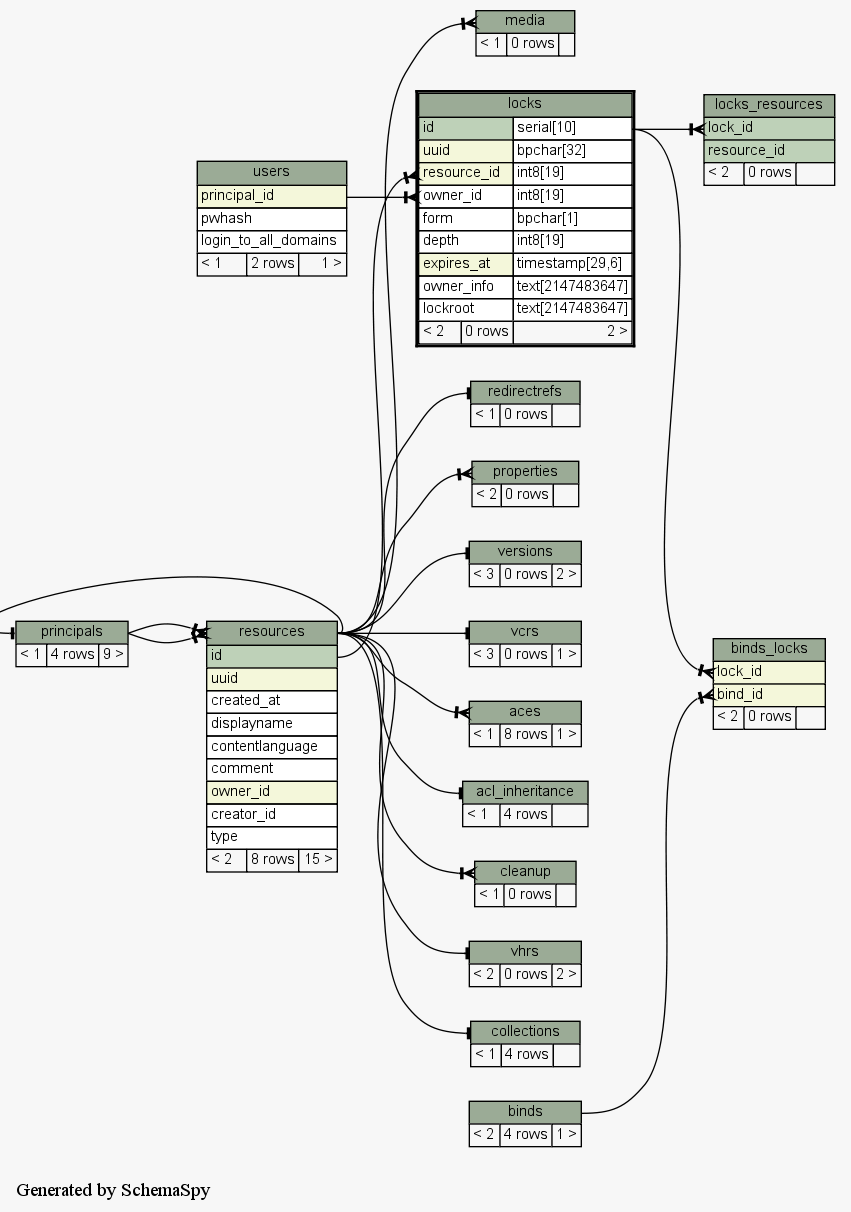 media
< 1 0 rows
locks
id serial[10]
uuid bpchar[32]
resource_id int8[19]
owner_id int8[19]
form bpchar[1]
depth int8[19]
expires_at timestamp[29,6]
owner_info text[2147483647]
lockroot text[2147483647]
< 2 0 rows 2 >
locks_resources
lock_id
resource_id
< 2 0 rows
users
principal_id
pwhash
login_to_all_domains
< 1 2 rows 1 >
redirectrefs
< 1 0 rows
properties
< 2 0 rows
versions
< 3 0 rows 2 >
principals
< 1 4 rows 9 >
resources
id
uuid
created_at
displayname
contentlanguage
comment
owner_id
creator_id
type
< 2 8 rows 15 >
vcrs
< 3 0 rows 1 >
binds_locks
lock_id
bind_id
< 2 0 rows
aces
< 1 8 rows 1 >
acl_inheritance
< 1 4 rows
cleanup
< 1 0 rows
vhrs
< 2 0 rows 2 >
collections
< 1 4 rows
binds
< 2 4 rows 1 >
Generated by SchemaSpy